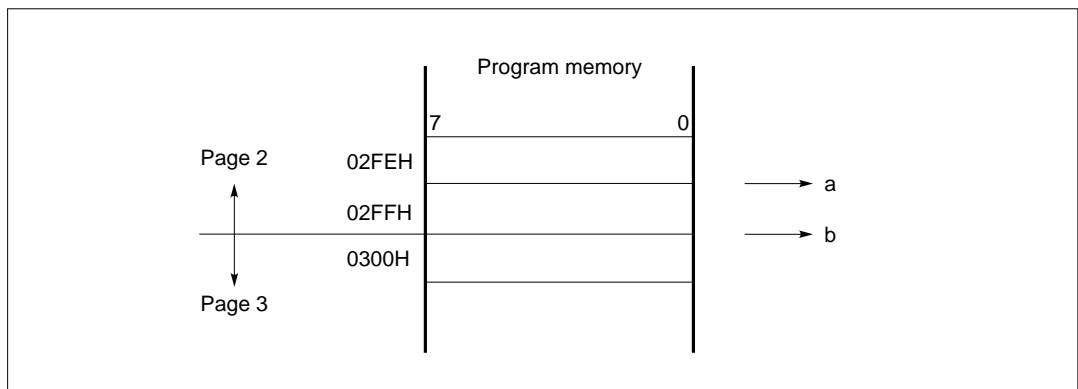 Program memory
7 0
Page 2
02FEH
a
02FFH
b
0300H
Page 3